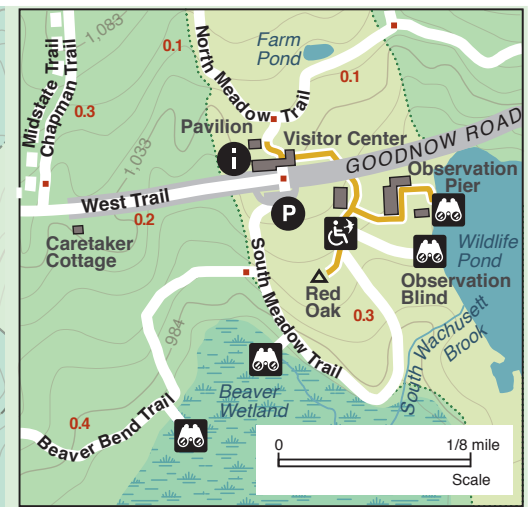 1,083
0.1
North Meadow Trail
Farm
Pond
0.1
Midstate Trail
Chapman Trail
0.3
Pavilion
Visitor Center
GOODNOW ROAD
i
1,033
Observation
Pier
West Trail
0.2
P
Caretaker
Cottage
Wildlife
Pond
Observation
Blind
Red
Oak
0.3
South Meadow Trail
984
South Wachusett
Brook
Beaver
Wetland
0.4
Beaver Bend Trail
0
1/8 mile
Scale